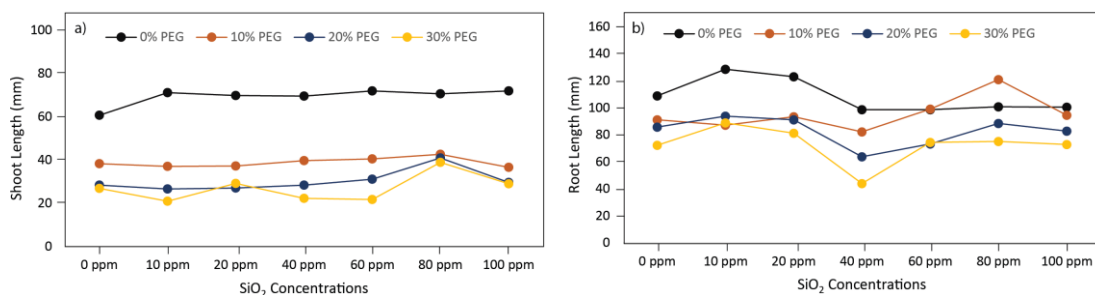 a)
0% PEG 10% PEG 20% PEG 30% PEG
Shoot Length (mm)
100
80
60
40
20
0
0 ppm 10 ppm 20 ppm 40 ppm 60 ppm 80 ppm 100 ppm
SiO₂ Concentrations
b)
0% PEG 10% PEG 20% PEG 30% PEG
Root Length (mm)
160
140
120
100
80
60
40
20
0
0 ppm 10 ppm 20 ppm 40 ppm 60 ppm 80 ppm 100 ppm
SiO₂ Concentrations